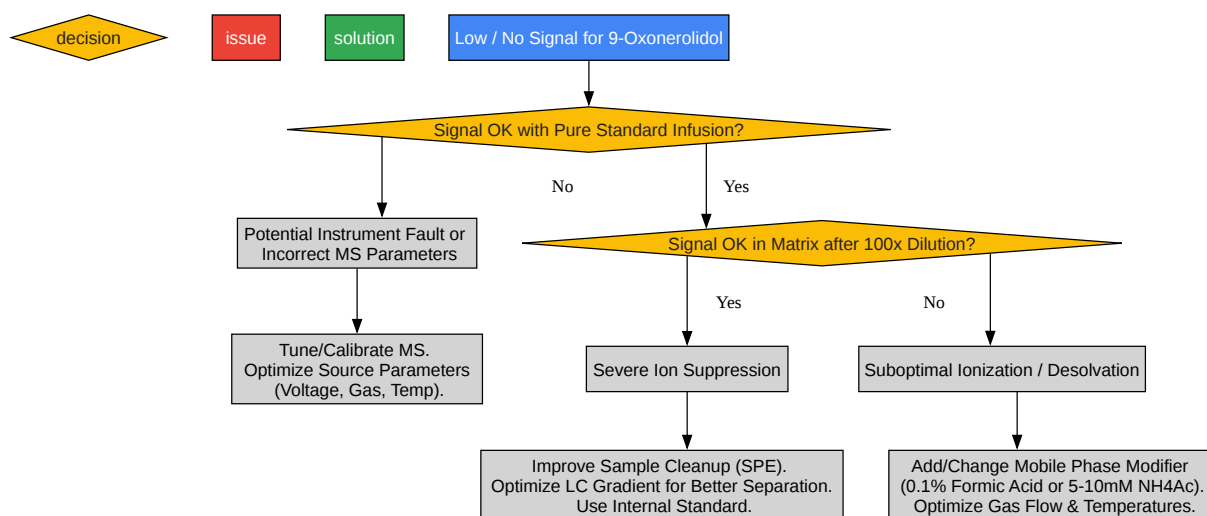 decision
issue
solution
Low / No Signal for 9-Oxonerolidol
Signal OK with Pure Standard Infusion?
No
Yes
Potential Instrument Fault or
Incorrect MS Parameters
Signal OK in Matrix after 100x Dilution?
Yes
No
Tune/Calibrate MS.
Optimize Source Parameters
(Voltage, Gas, Temp).
Severe Ion Suppression
Suboptimal Ionization / Desolvation
Improve Sample Cleanup (SPE).
Optimize LC Gradient for Better Separation.
Use Internal Standard.
Add/Change Mobile Phase Modifier
(0.1% Formic Acid or 5-10mM NH4Ac).
Optimize Gas Flow & Temperatures.